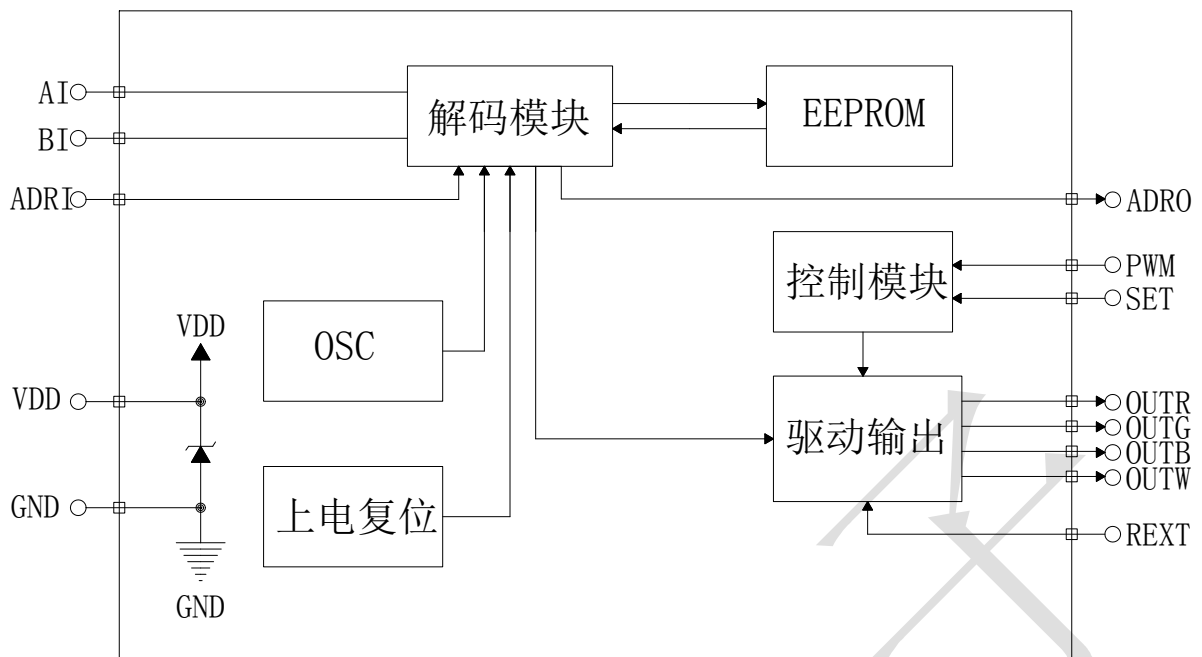 AI
解码模块
EEPROM
BI
ADRI
ADRO
控制模块
PWM
SET
VDD
OSC
VDD
驱动输出
OUTR
OUTG
OUTB
OUTW
GND
上电复位
REXT
GND